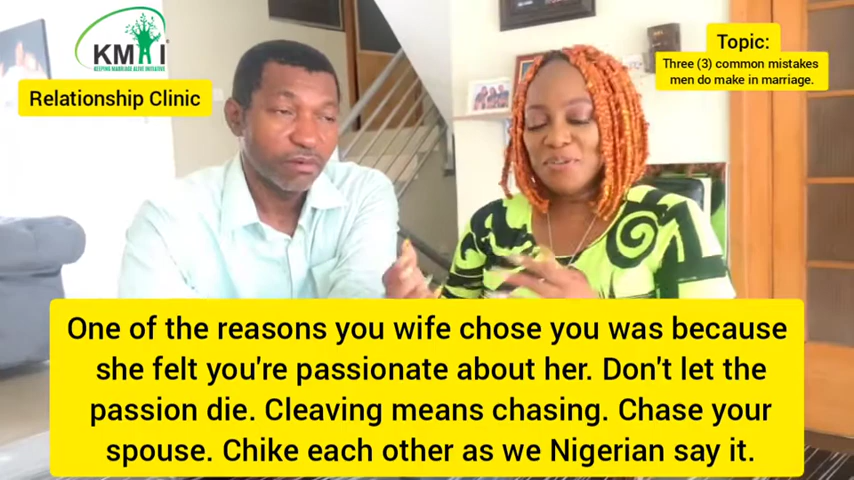 KMAI
KEEPING MARRIAGE ALIVE INITIATIVE
Relationship Clinic
Topic:
Three (3) common mistakes
men do make in marriage.
One of the reasons you wife chose you was because
she felt you're passionate about her. Don't let the
passion die. Cleaving means chasing. Chase your
spouse. Chike each other as we Nigerian say it.